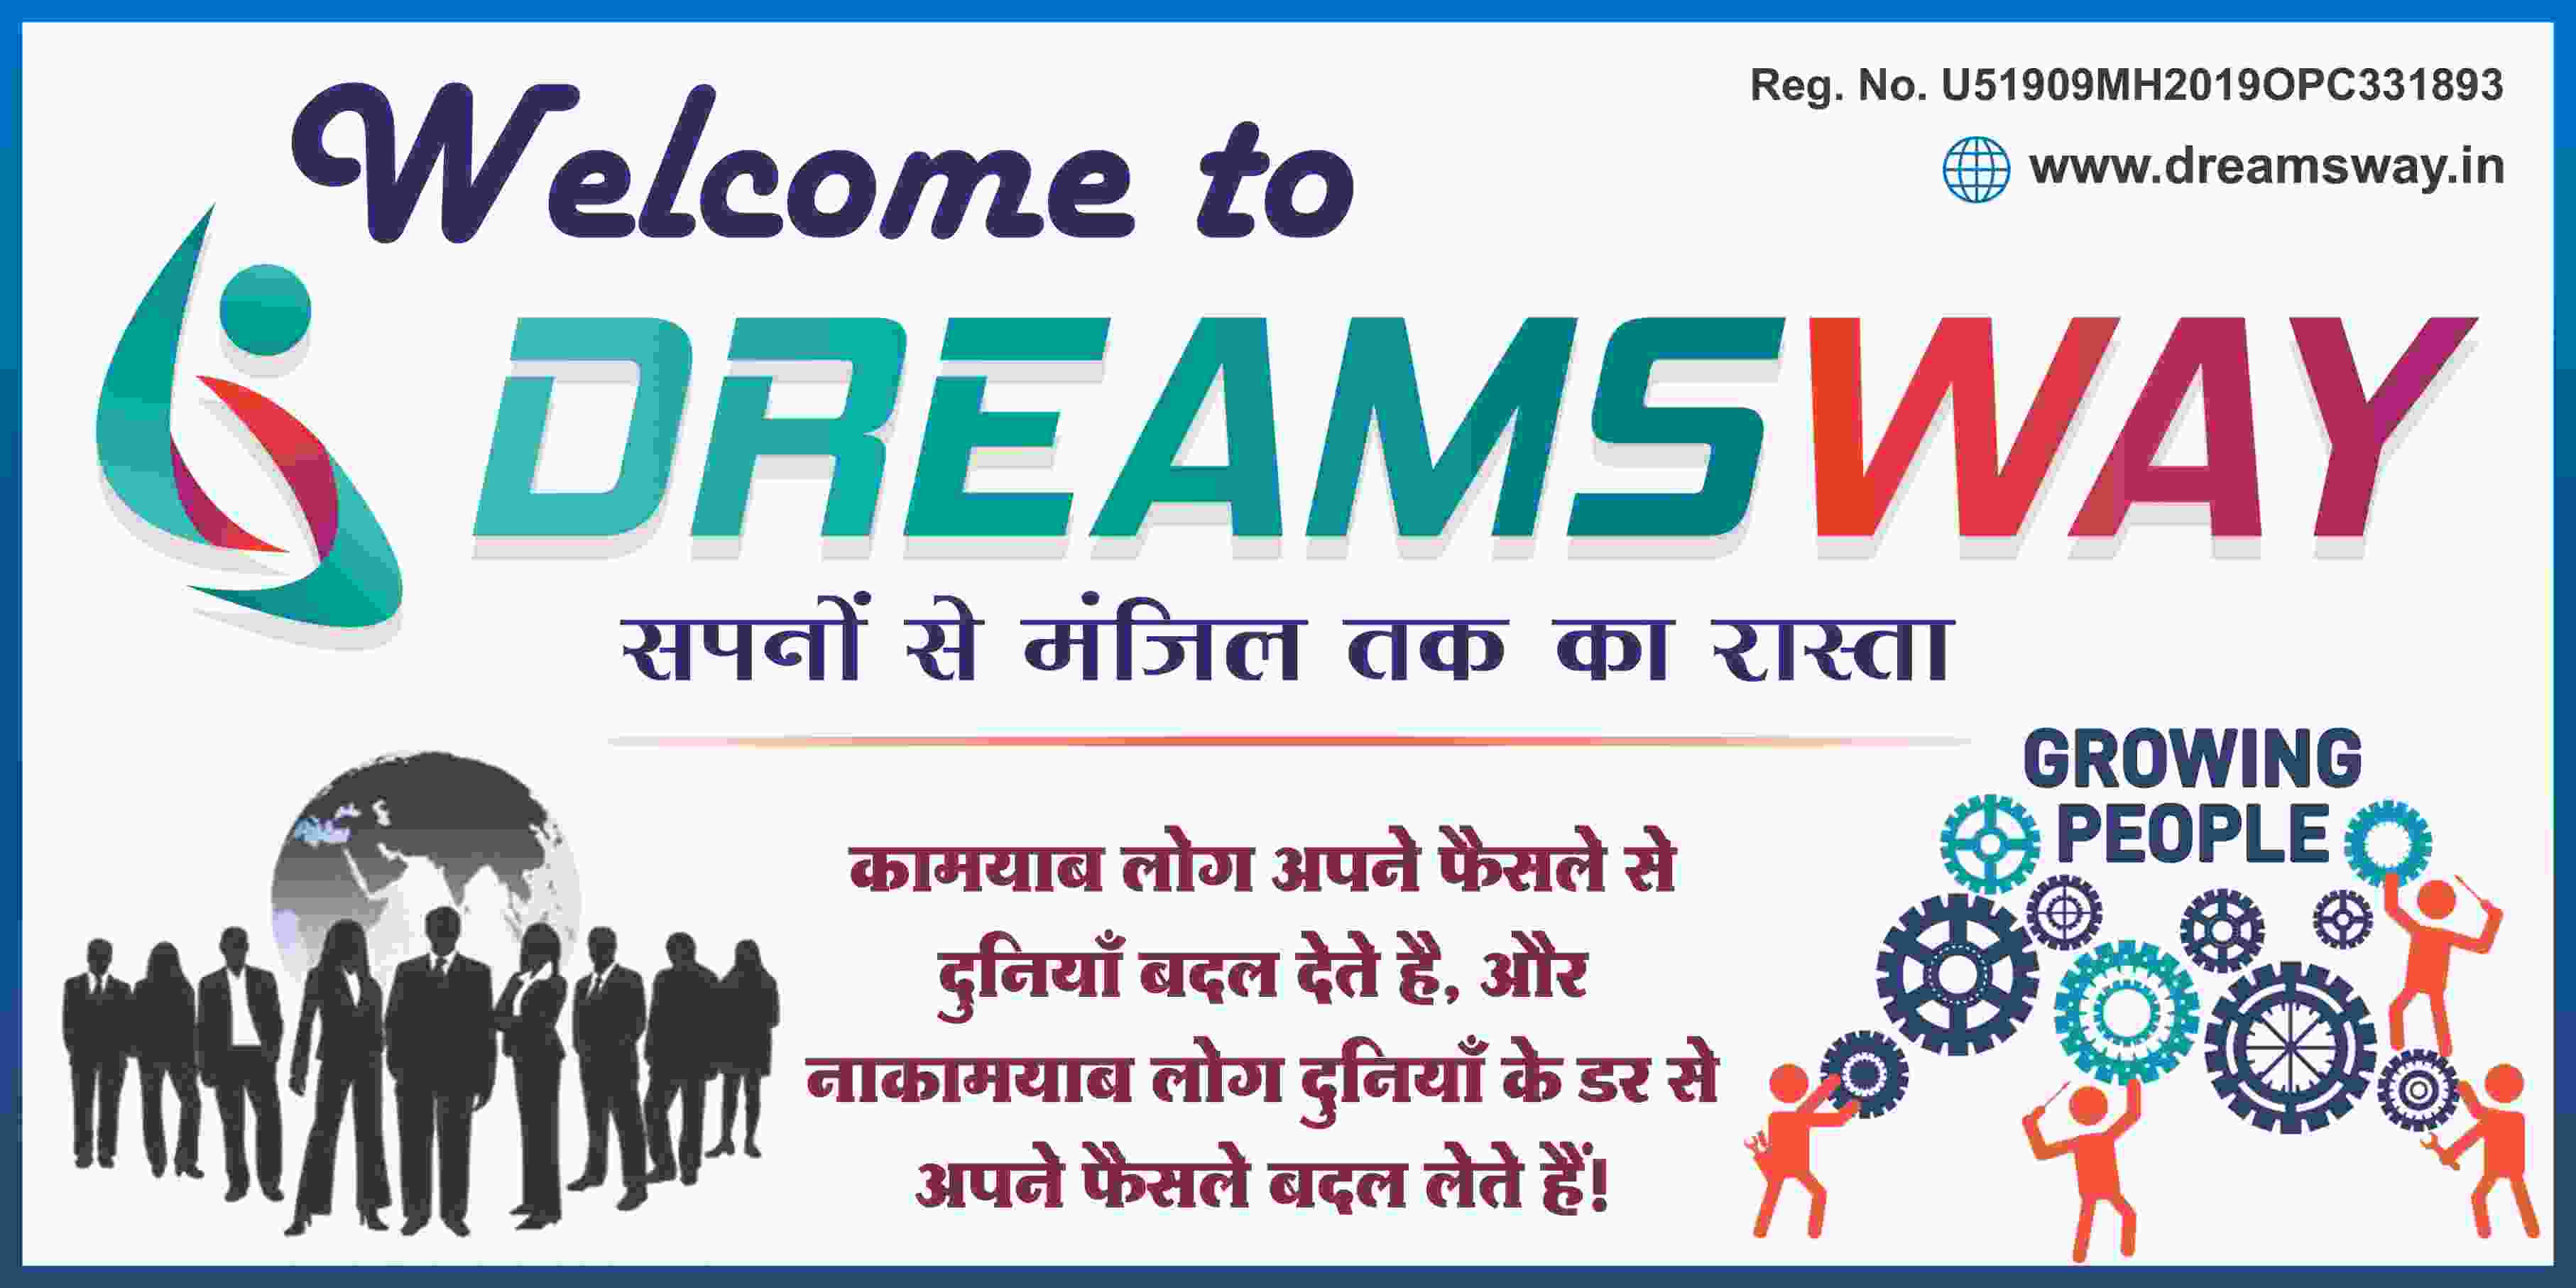 Reg. No. U51909MH2019OPC331893
www.dreamsway.in
Welcome to
DREAMSWAY
सपनों से मंजिल तक का रास्ता
GROWING
PEOPLE
कामयाब लोग अपने फैसले से
दुनियाँ बदल देते है, और
नाकामयाब लोग दुनियाँ के डर से
अपने फैसले बदल लेते हैं!